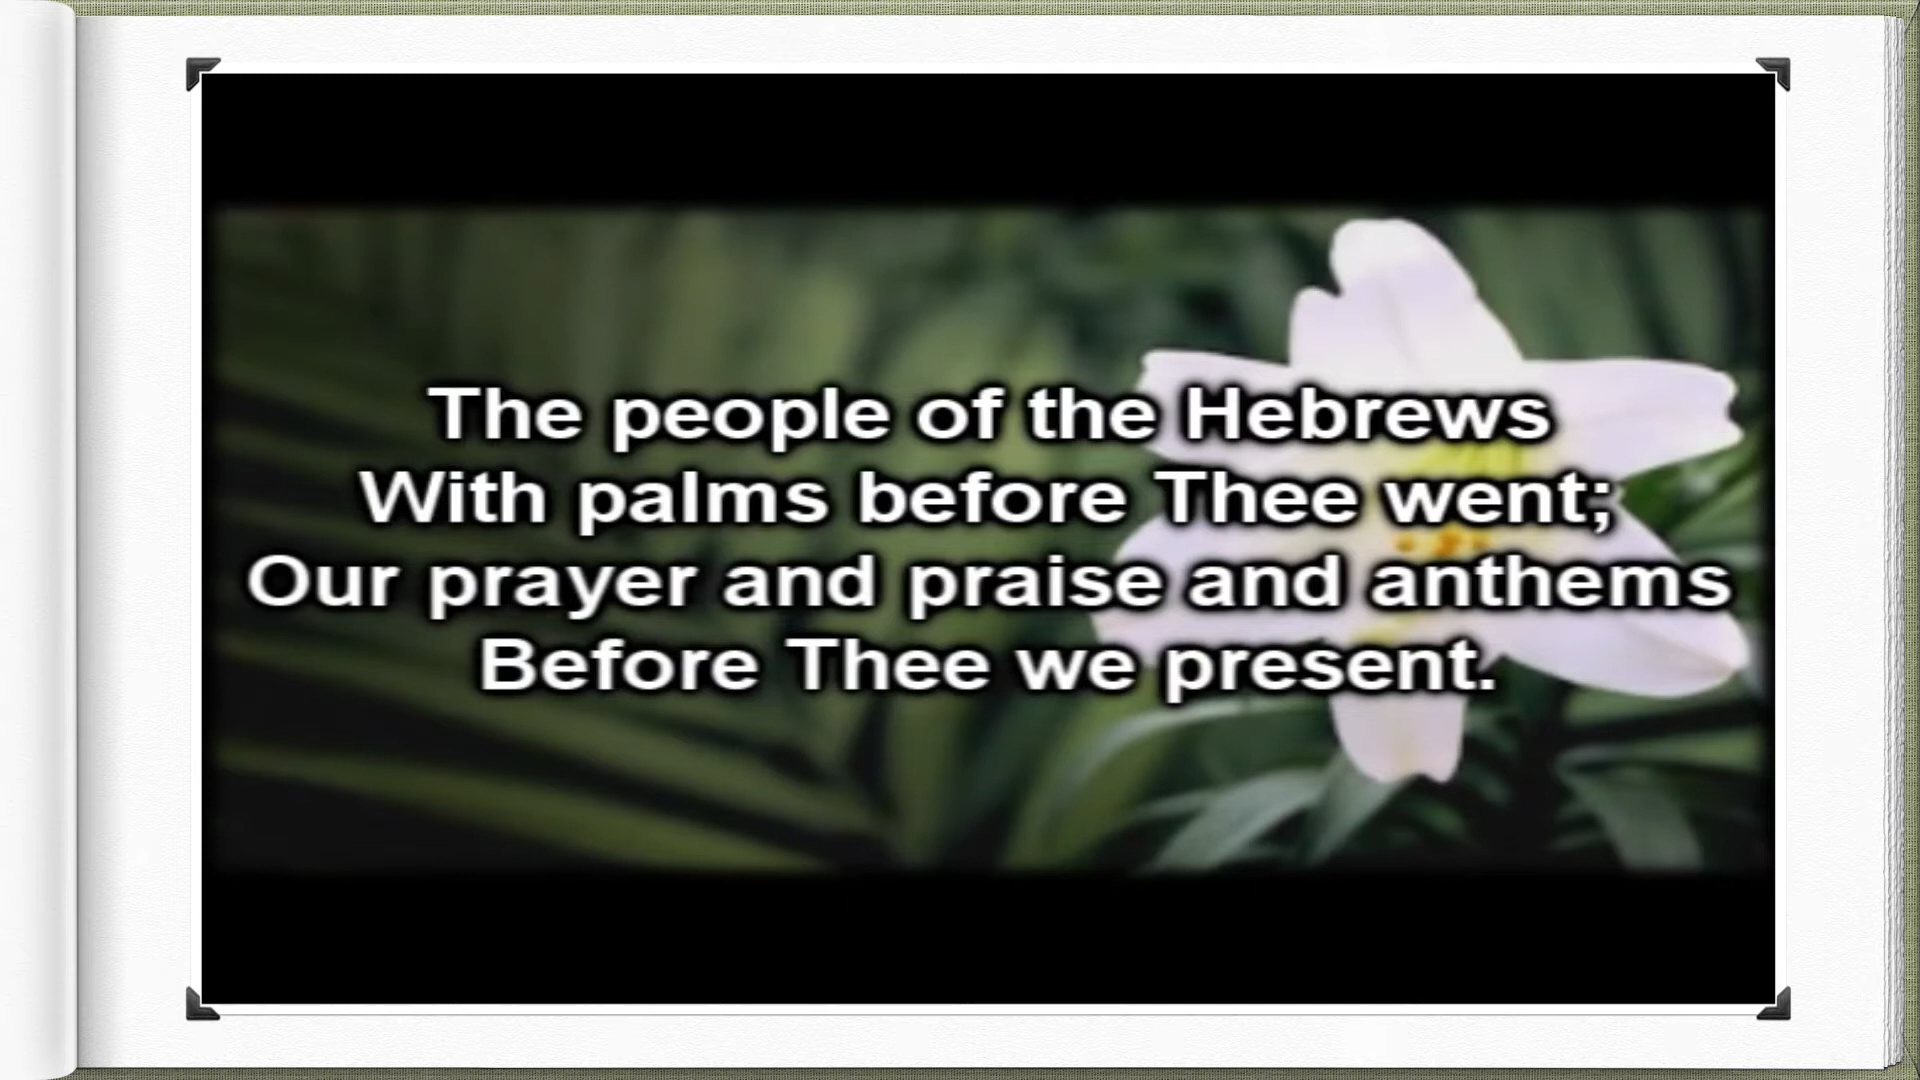 The people of the Hebrews
With palms before Thee went;
Our prayer and praise and anthems
Before Thee we present.